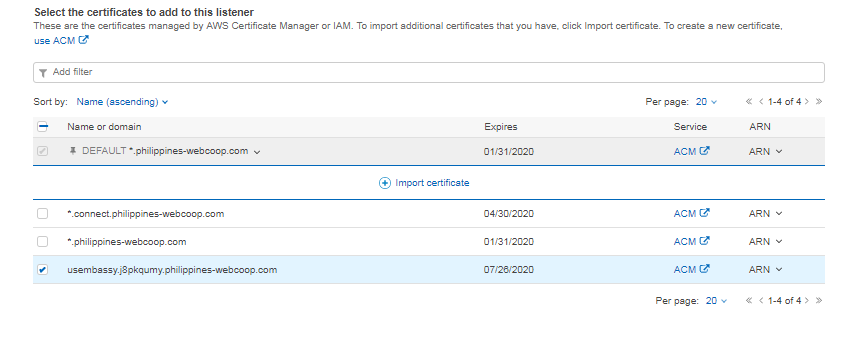 Select the certificates to add to this listener
These are the certificates managed by AWS Certificate Manager or IAM. To import additional certificates that you have, click Import certificate. To create a new certificate,
use ACM
Add filter
Sort by: Name (ascending) Per page: 20 « < 1-4 of 4 > »
Name or domain Expires Service ARN
DEFAULT *.philippines-webcoop.com 01/31/2020 ACM ARN
Import certificate
*.connect.philippines-webcoop.com 04/30/2020 ACM ARN
*.philippines-webcoop.com 01/31/2020 ACM ARN
usembassy.j8pkqumy.philippines-webcoop.com 07/26/2020 ACM ARN
Per page: 20 « < 1-4 of 4 > »